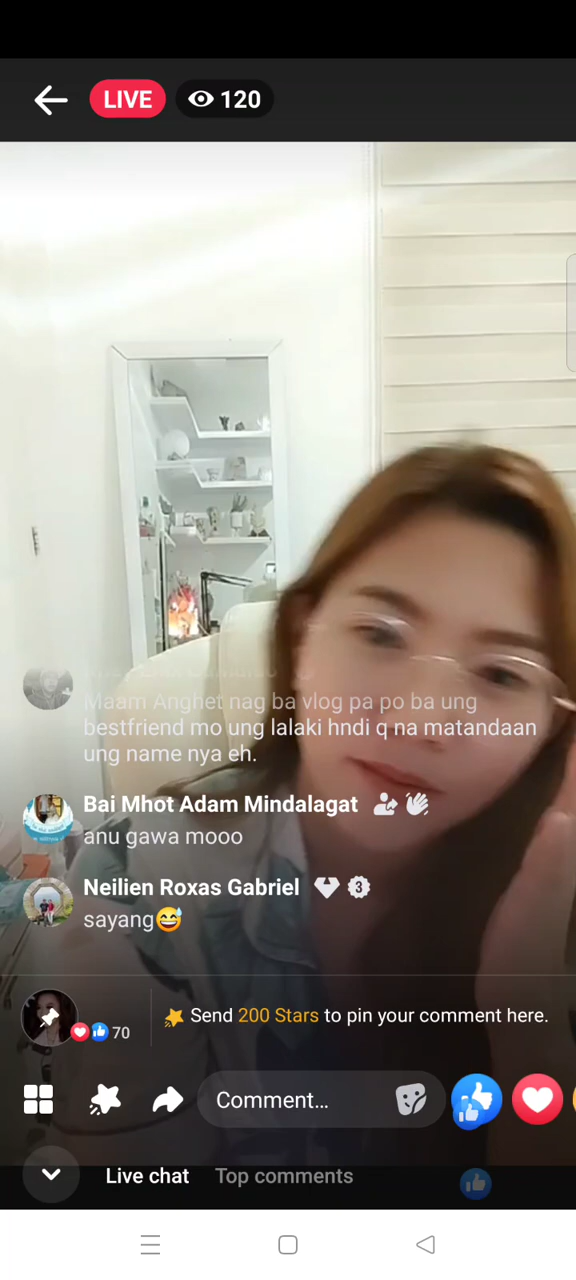 LIVE
120
Maam Anghet nag ba vlog pa po ba ung
bestfriend mo ung lalaki hndi q na matandaan
ung name nya eh.
Bai Mhot Adam Mindalagat
anu gawa mooo
Neilien Roxas Gabriel 3
sayang😅
70
Send 200 Stars to pin your comment here.
Comment...
Live chat Top comments